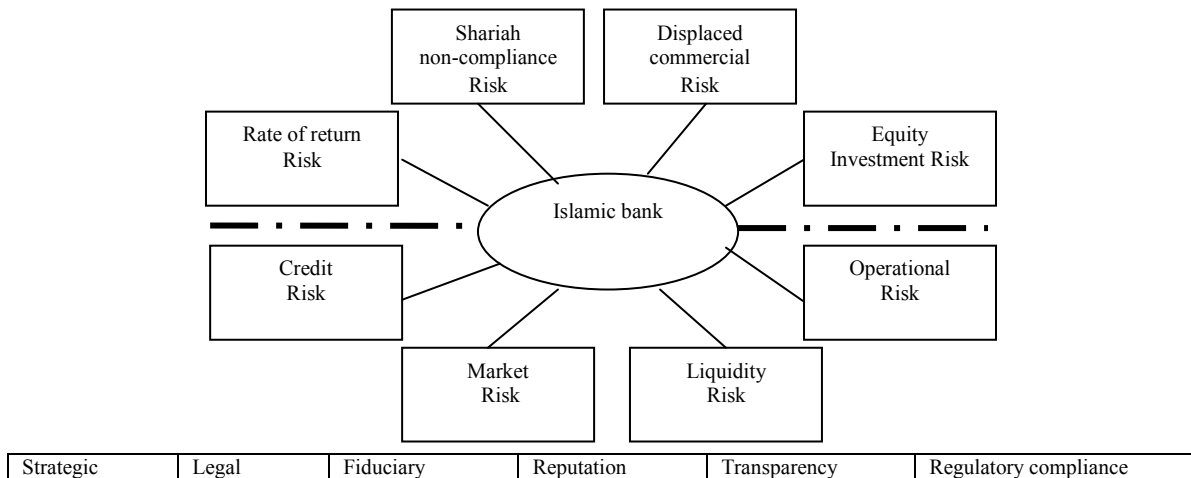 Shariah
non-compliance
Risk
Displaced
commercial
Risk
Rate of return
Risk
Equity
Investment Risk
Islamic bank
Credit
Risk
Operational
Risk
Market
Risk
Liquidity
Risk
Strategic Legal Fiduciary Reputation Transparency Regulatory compliance